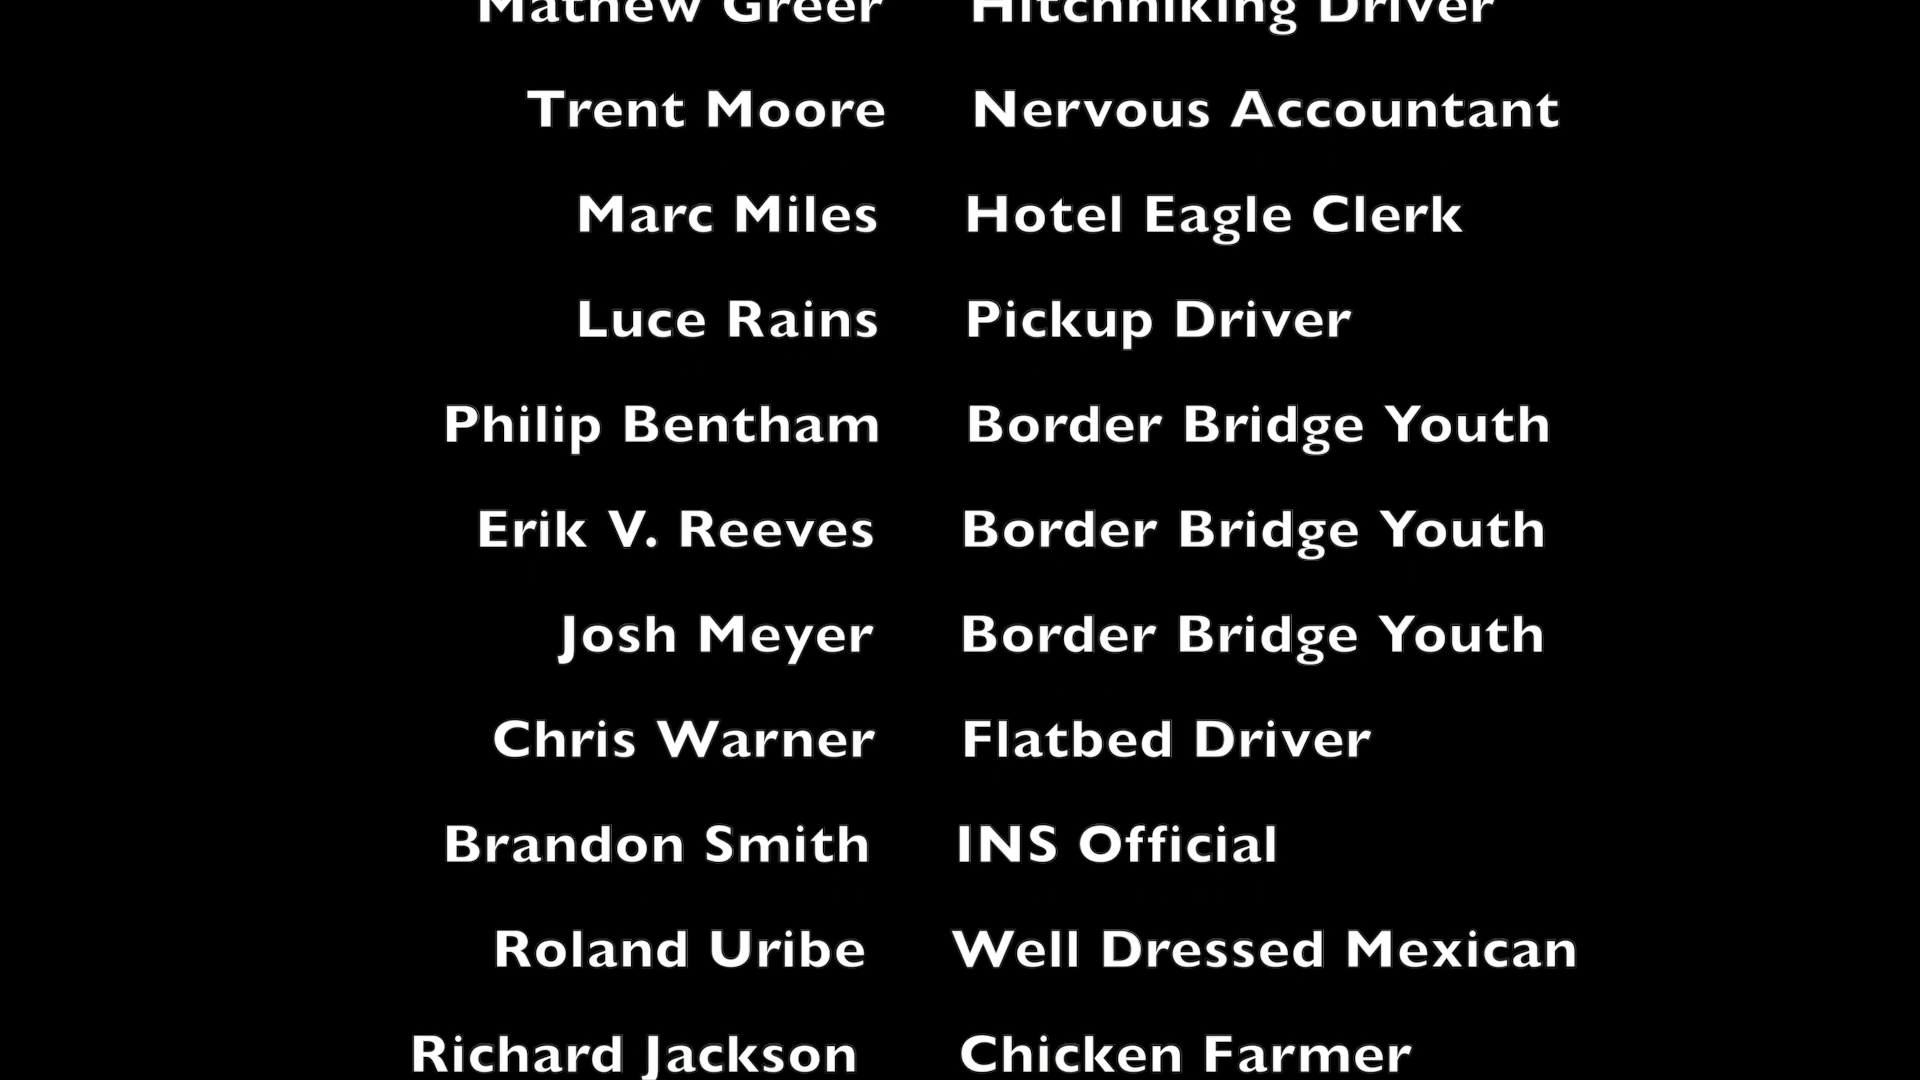 Mathew Greer Hitchhiking Driver
Trent Moore Nervous Accountant
Marc Miles Hotel Eagle Clerk
Luce Rains Pickup Driver
Philip Bentham Border Bridge Youth
Erik V. Reeves Border Bridge Youth
Josh Meyer Border Bridge Youth
Chris Warner Flatbed Driver
Brandon Smith INS Official
Roland Uribe Well Dressed Mexican
Richard Jackson Chicken Farmer